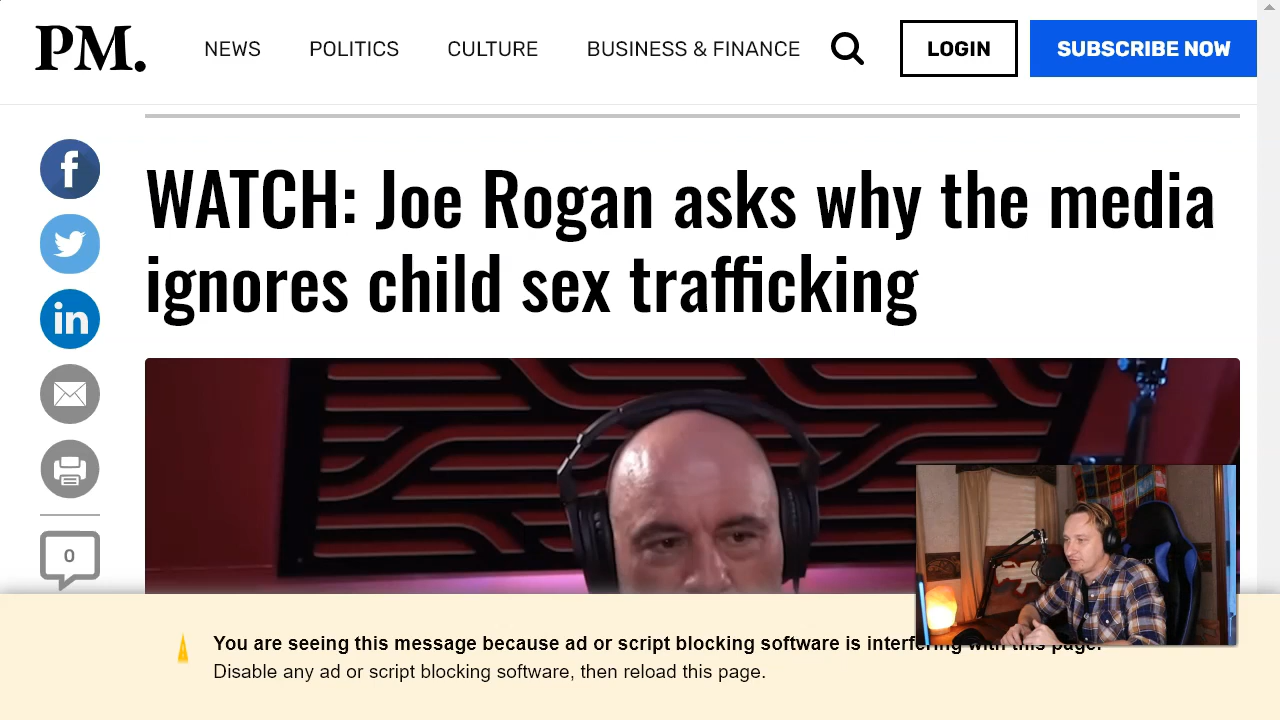 PM.
NEWS
POLITICS
CULTURE
BUSINESS & FINANCE
LOGIN
SUBSCRIBE NOW
WATCH: Joe Rogan asks why the media
ignores child sex trafficking
f
in
0
You are seeing this message because ad or script blocking software is interfering with this page.
Disable any ad or script blocking software, then reload this page.